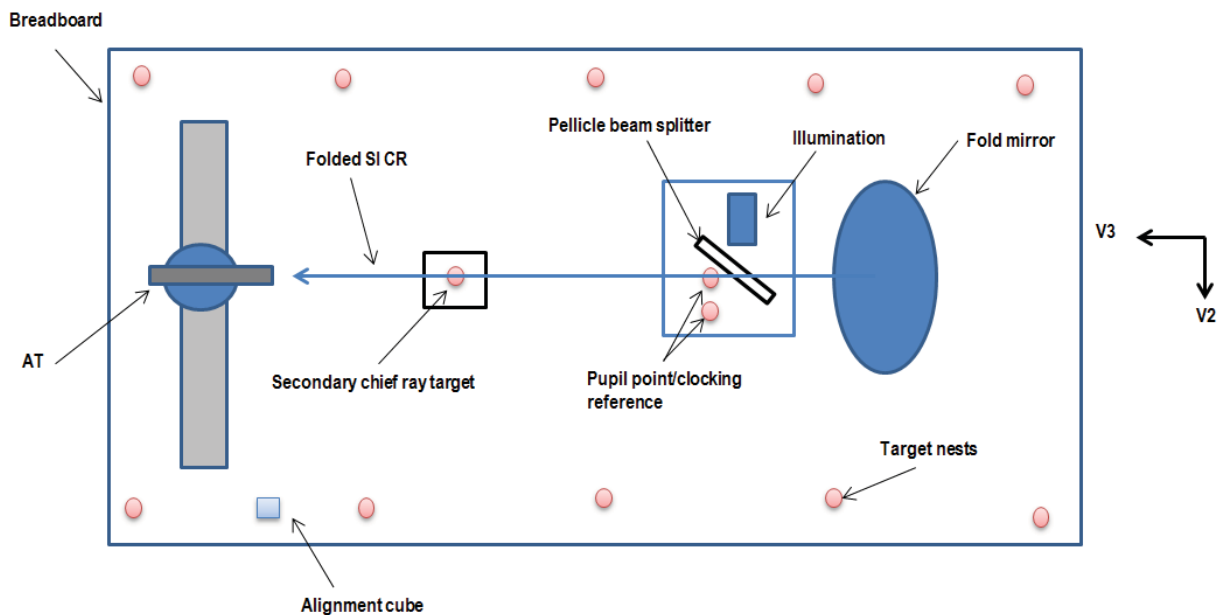 Breadboard
Pellicle beam splitter
Illumination
Fold mirror
Folded SI CR
V3
V2
AT
Secondary chief ray target
Pupil point/clocking
reference
Target nests
Alignment cube